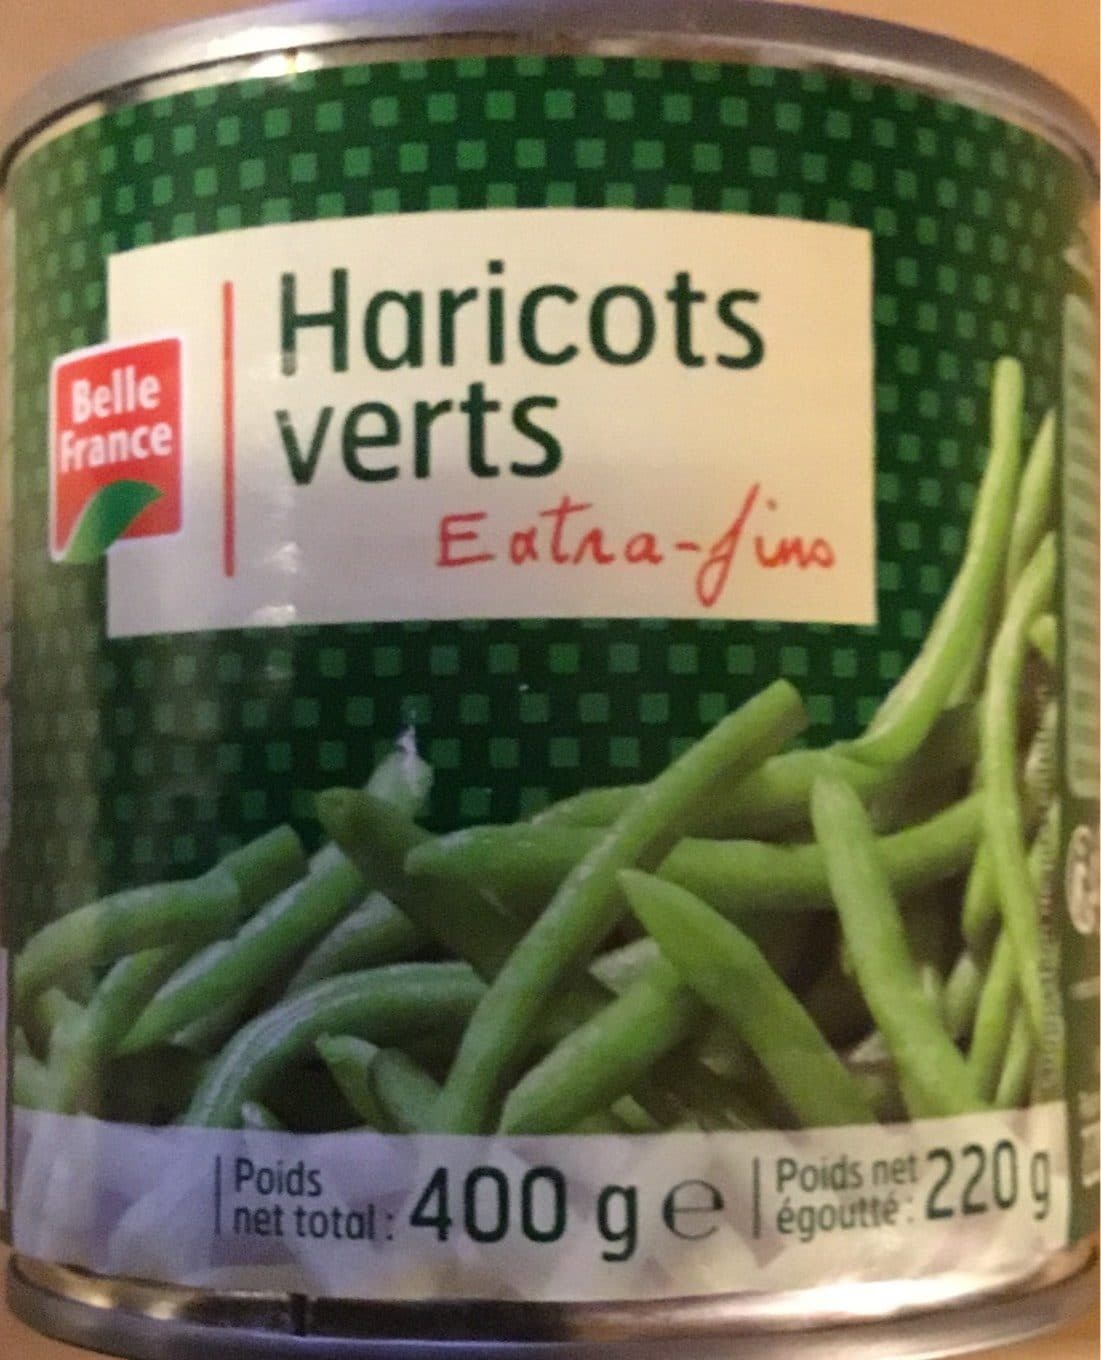 Haricots
verts
Extra-fins
Belle
France
Poids
net total : 400 g e
Poids net
égoutté : 220 g